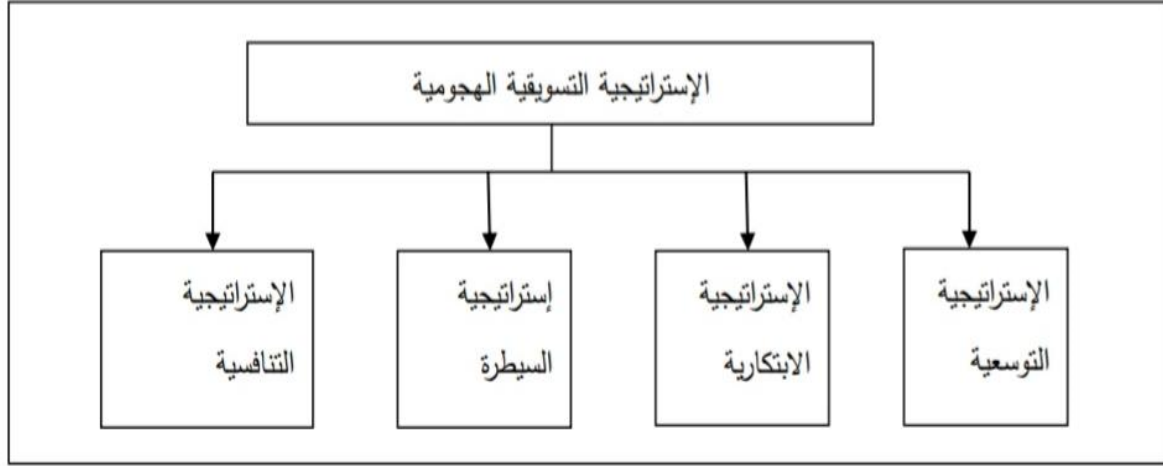 الإستراتيجية التسويقية الهجومية
الإستراتيجية
التوسعية
الإستراتيجية
الابتكارية
إستراتيجية
السيطرة
الإستراتيجية
التنافسية